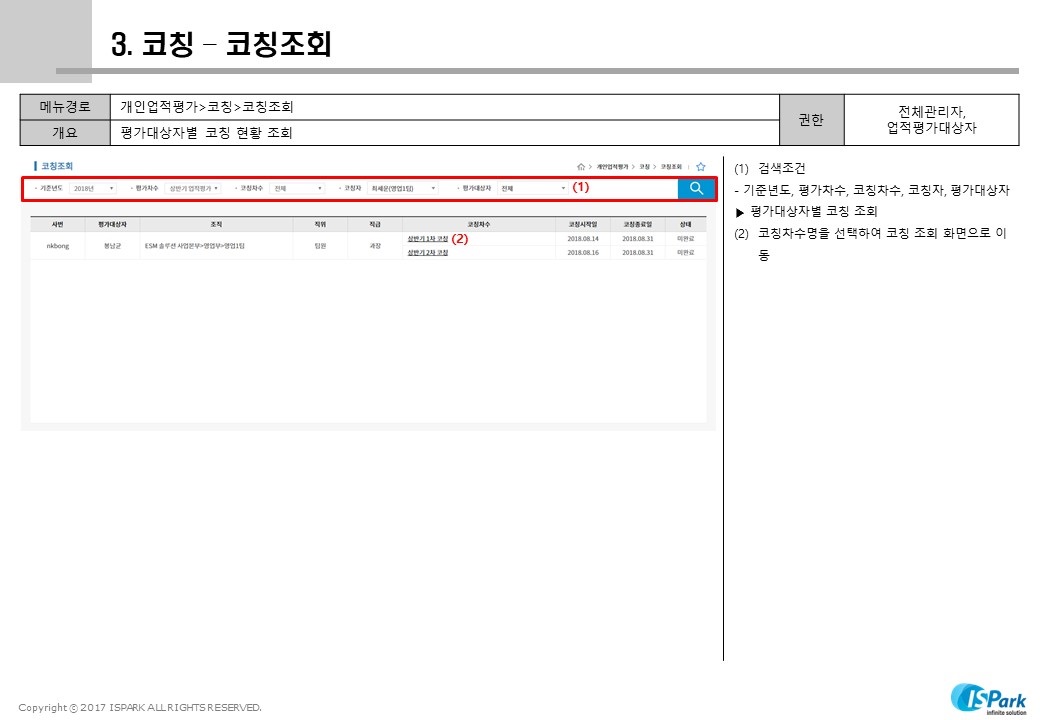 3. 코칭 – 코칭조회
메뉴경로 개인업적평가>코칭>코칭조회
개요 평가대상자별 코칭 현황 조회
권한 전체관리자,
업적평가대상자
코칭조회
> 개인업적평가 > 코칭 > 코칭조회
- 기준년도 2018년 - 평가차수 상반기 업적평가 - 코칭차수 전체 - 코칭자 최세운(영업1팀) - 평가대상자 전체 (1)
사번 평가대상자 조직 직위 직급 코칭차수 코칭시작일 코칭종료일 상태
nkbong 봉남균 ESM 솔루션 사업본부>영업부>영업1팀 팀원 과장
상반기 1차 코칭 (2) 2018.08.14 2018.08.31 미완료
상반기 2차 코칭 2018.08.16 2018.08.31 미완료
(1) 검색조건
- 기준년도, 평가차수, 코칭차수, 코칭자, 평가대상자
▶ 평가대상자별 코칭 조회
(2) 코칭차수명을 선택하여 코칭 조회 화면으로 이
동
Copyright ⓒ 2017 ISPARK ALL RIGHTS RESERVED.
ISPark
infinite solution